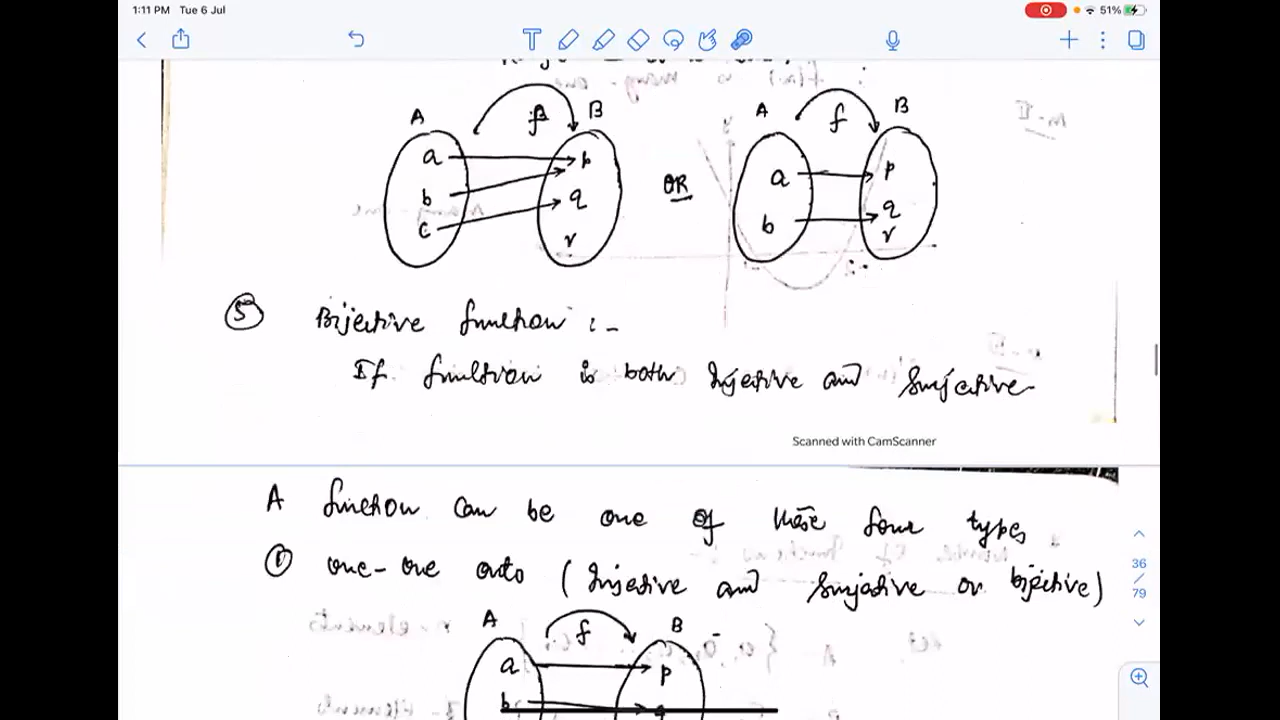 1:11 PM Tue 6 Jul
51%
A f B
a p
b q
c r
OR
A f B
a p
b q
r
5 Bijective function :-
If function is both Injective and Surjective
Scanned with CamScanner
A function can be one of these four types
1 one-one onto (Injective and Surjective or bijective)
36
/
79
A f B
a p
b q